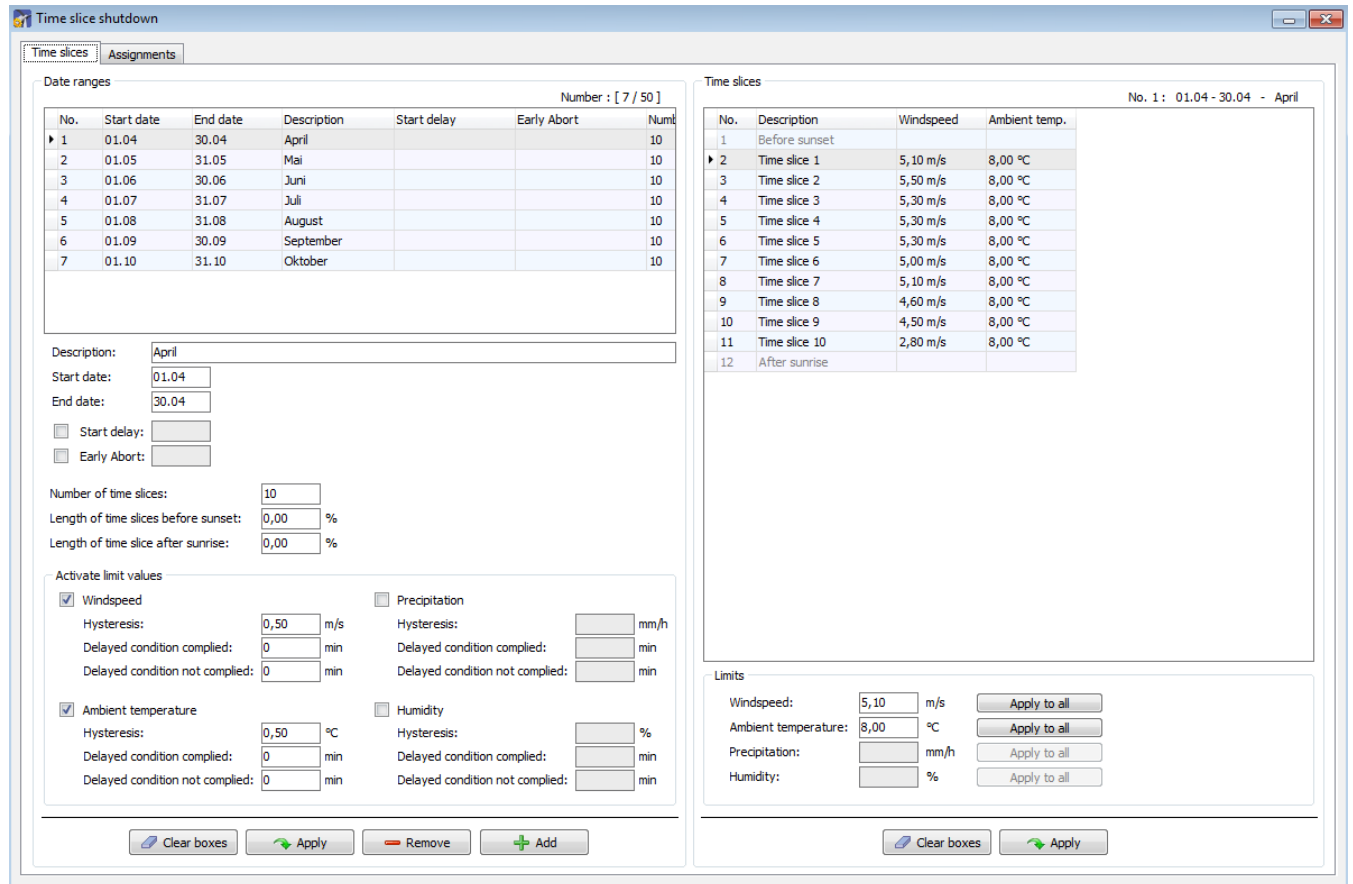 Time slice shutdown
Time slices Assignments
Date ranges
Number : [ 7 / 50 ]
No. Start date End date Description Start delay Early Abort Numb
1 01.04 30.04 April 10
2 01.05 31.05 Mai 10
3 01.06 30.06 Juni 10
4 01.07 31.07 Juli 10
5 01.08 31.08 August 10
6 01.09 30.09 September 10
7 01.10 31.10 Oktober 10
Description: April
Start date: 01.04
End date: 30.04
Start delay:
Early Abort:
Number of time slices: 10
Length of time slices before sunset: 0,00 %
Length of time slice after sunrise: 0,00 %
Activate limit values
Windspeed
Hysteresis: 0,50 m/s
Delayed condition complied: 0 min
Delayed condition not complied: 0 min
Precipitation
Hysteresis: mm/h
Delayed condition complied: min
Delayed condition not complied: min
Ambient temperature
Hysteresis: 0,50 °C
Delayed condition complied: 0 min
Delayed condition not complied: 0 min
Humidity
Hysteresis: %
Delayed condition complied: min
Delayed condition not complied: min
Clear boxes Apply Remove Add
Time slices
No. 1 : 01.04 - 30.04 - April
No. Description Windspeed Ambient temp.
1 Before sunset
2 Time slice 1 5,10 m/s 8,00 °C
3 Time slice 2 5,50 m/s 8,00 °C
4 Time slice 3 5,30 m/s 8,00 °C
5 Time slice 4 5,30 m/s 8,00 °C
6 Time slice 5 5,30 m/s 8,00 °C
7 Time slice 6 5,00 m/s 8,00 °C
8 Time slice 7 5,10 m/s 8,00 °C
9 Time slice 8 4,60 m/s 8,00 °C
10 Time slice 9 4,50 m/s 8,00 °C
11 Time slice 10 2,80 m/s 8,00 °C
12 After sunrise
Limits
Windspeed: 5,10 m/s Apply to all
Ambient temperature: 8,00 °C Apply to all
Precipitation: mm/h Apply to all
Humidity: % Apply to all
Clear boxes Apply